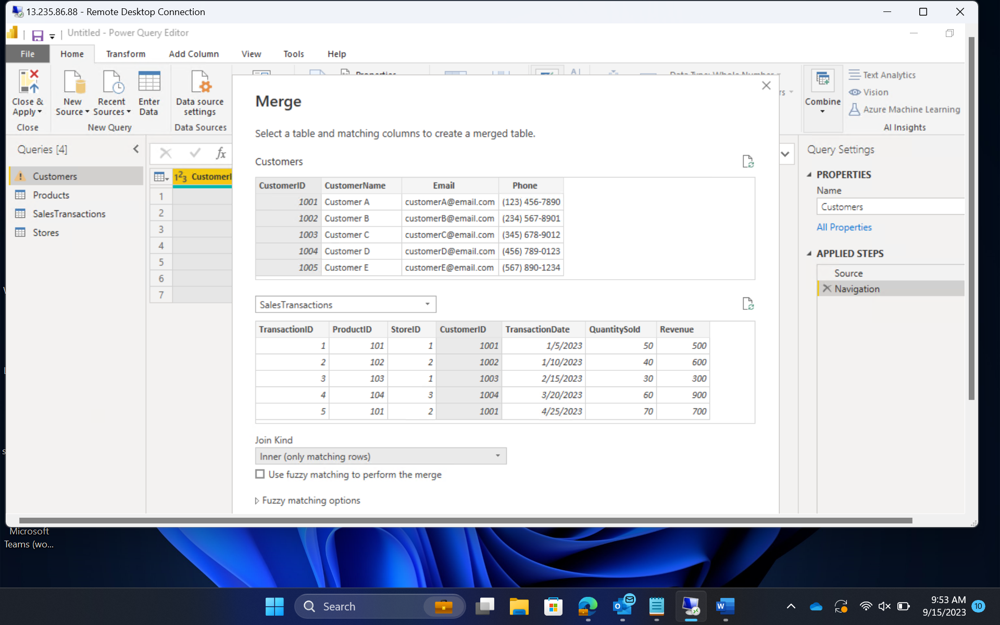 13.235.86.88 - Remote Desktop Connection
Untitled - Power Query Editor
File Home Transform Add Column View Tools Help
Close & Apply
New Source
Recent Sources
Enter Data
Data source settings
Properties
Data Type: Whole Number
Combine
Text Analytics
Vision
Azure Machine Learning
Close
New Query
Data Sources
AI Insights
Queries [4]
Customers
Products
SalesTransactions
Stores
fx
123 CustomerI
1
2
3
4
5
6
7
Merge
Select a table and matching columns to create a merged table.
Customers
CustomerID CustomerName Email Phone
1001 Customer A customerA@email.com (123) 456-7890
1002 Customer B customerB@email.com (234) 567-8901
1003 Customer C customerC@email.com (345) 678-9012
1004 Customer D customerD@email.com (456) 789-0123
1005 Customer E customerE@email.com (567) 890-1234
SalesTransactions
TransactionID ProductID StoreID CustomerID TransactionDate QuantitySold Revenue
1 101 1 1001 1/5/2023 50 500
2 102 2 1002 1/10/2023 40 600
3 103 1 1003 2/15/2023 30 300
4 104 3 1004 3/20/2023 60 900
5 101 2 1001 4/25/2023 70 700
Join Kind
Inner (only matching rows)
Use fuzzy matching to perform the merge
Fuzzy matching options
Query Settings
PROPERTIES
Name
Customers
All Properties
APPLIED STEPS
Source
Navigation
Microsoft
Teams (wo...
Search
9:53 AM
9/15/2023
10